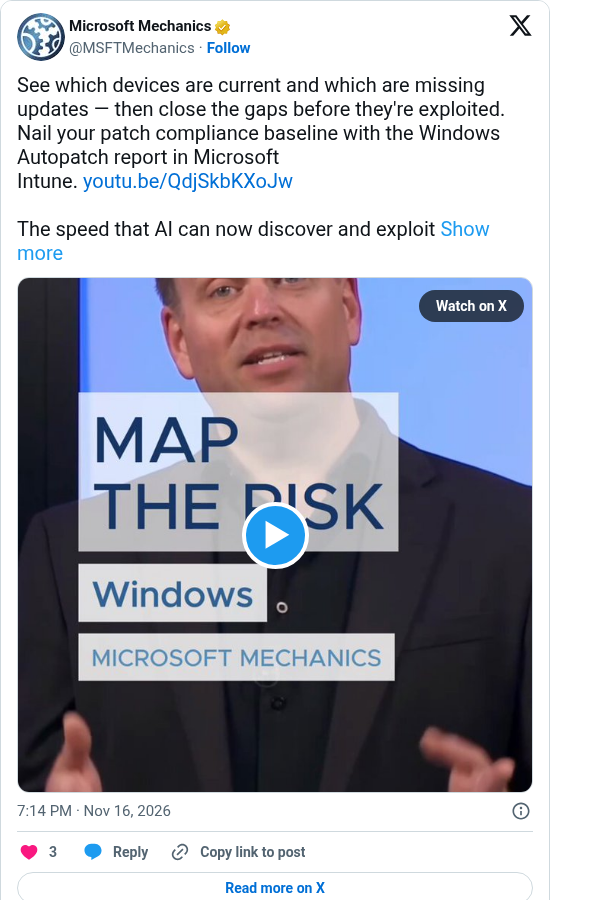 Microsoft Mechanics
@MSFTMechanics · Follow
See which devices are current and which are missing
updates — then close the gaps before they're exploited.
Nail your patch compliance baseline with the Windows
Autopatch report in Microsoft
Intune. youtu.be/QdjSkbKXoJw
The speed that AI can now discover and exploit Show
more
Watch on X
MAP
THE RISK
Windows
MICROSOFT MECHANICS
7:14 PM · Nov 16, 2026
3 Reply Copy link to post
Read more on X